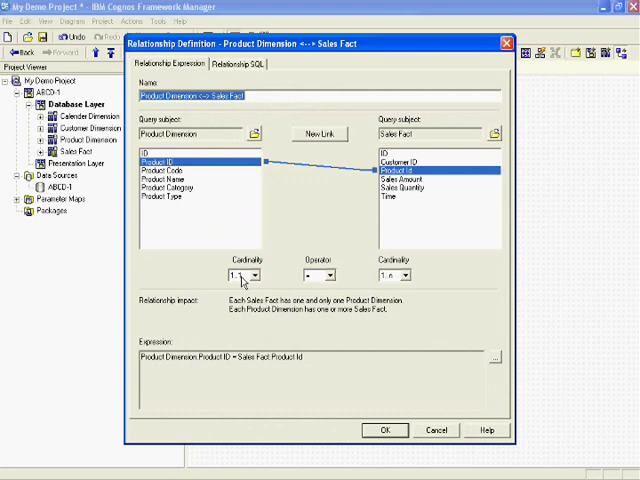 My Demo Project * - IBM Cognos Framework Manager
File Edit View Diagram Project Actions Tools Help
Back Forward Undo Redo
Project Viewer
My Demo Project
ABCD-1
Database Layer
Calender Dimension
Customer Dimension
Product Dimension
Sales Fact
Presentation Layer
Data Sources
ABCD-1
Parameter Maps
Packages
Relationship Definition - Product Dimension <--> Sales Fact
Relationship Expression Relationship SQL
Name:
Product Dimension <--> Sales Fact
Query subject: Query subject:
Product Dimension New Link Sales Fact
ID
Product ID
Product Code
Product Name
Product Category
Product Type
ID
Customer ID
Product Id
Sales Amount
Sales Quantity
Time
Cardinality Operator Cardinality
1..1 = 1..n
Relationship impact: Each Sales Fact has one and only one Product Dimension.
Each Product Dimension has one or more Sales Fact.
Expression:
Product Dimension.Product ID = Sales Fact.Product Id
...
OK Cancel Help